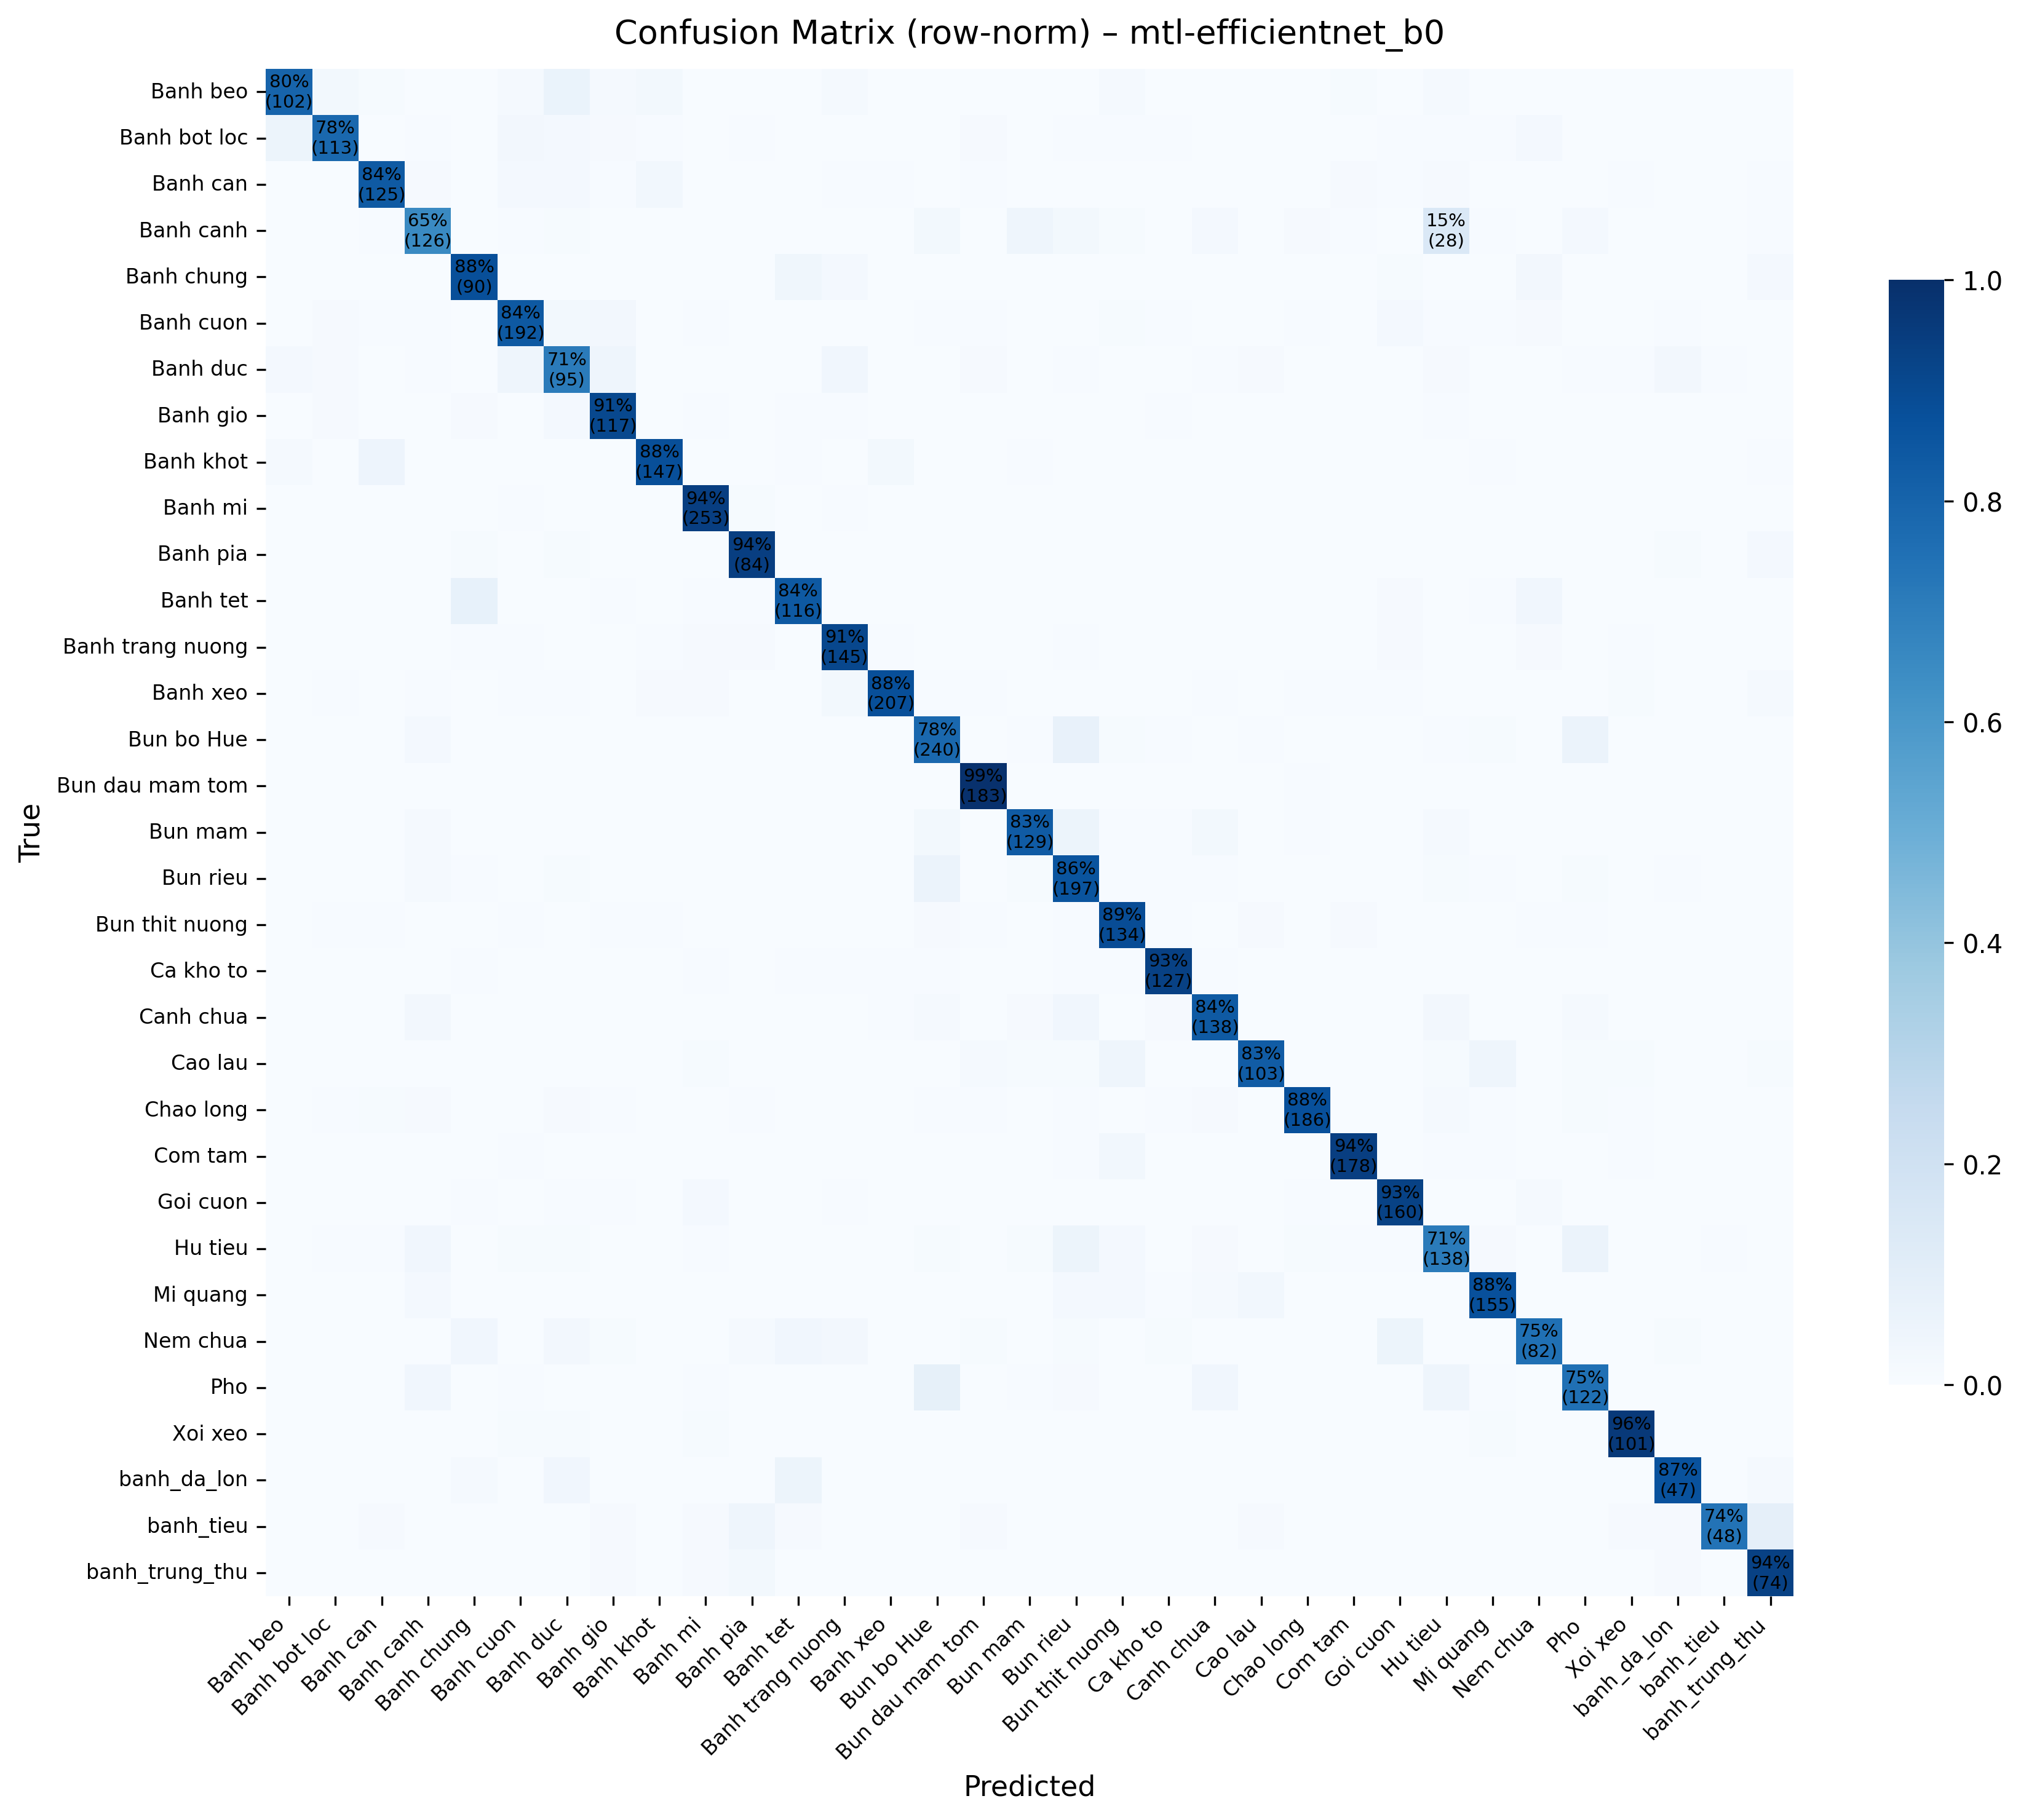 Confusion Matrix (row-norm) – mtl-efficientnet_b0
True
Banh beo
80%
(102)
Banh bot loc
78%
(113)
Banh can
84%
(125)
Banh canh
65%
(126)
15%
(28)
Banh chung
88%
(90)
Banh cuon
84%
(192)
Banh duc
71%
(95)
Banh gio
91%
(117)
Banh khot
88%
(147)
Banh mi
94%
(253)
Banh pia
94%
(84)
Banh tet
84%
(116)
Banh trang nuong
91%
(145)
Banh xeo
88%
(207)
Bun bo Hue
78%
(240)
Bun dau mam tom
99%
(183)
Bun mam
83%
(129)
Bun rieu
86%
(197)
Bun thit nuong
89%
(134)
Ca kho to
93%
(127)
Canh chua
84%
(138)
Cao lau
83%
(103)
Chao long
88%
(186)
Com tam
94%
(178)
Goi cuon
93%
(160)
Hu tieu
71%
(138)
Mi quang
88%
(155)
Nem chua
75%
(82)
Pho
75%
(122)
Xoi xeo
96%
(101)
banh_da_lon
87%
(47)
banh_tieu
74%
(48)
banh_trung_thu
94%
(74)
Banh beo
Banh bot loc
Banh can
Banh canh
Banh chung
Banh cuon
Banh duc
Banh gio
Banh khot
Banh mi
Banh pia
Banh tet
Banh trang nuong
Banh xeo
Bun bo Hue
Bun dau mam tom
Bun mam
Bun rieu
Bun thit nuong
Ca kho to
Canh chua
Cao lau
Chao long
Com tam
Goi cuon
Hu tieu
Mi quang
Nem chua
Pho
Xoi xeo
banh_da_lon
banh_tieu
banh_trung_thu
Predicted
1.0
0.8
0.6
0.4
0.2
0.0